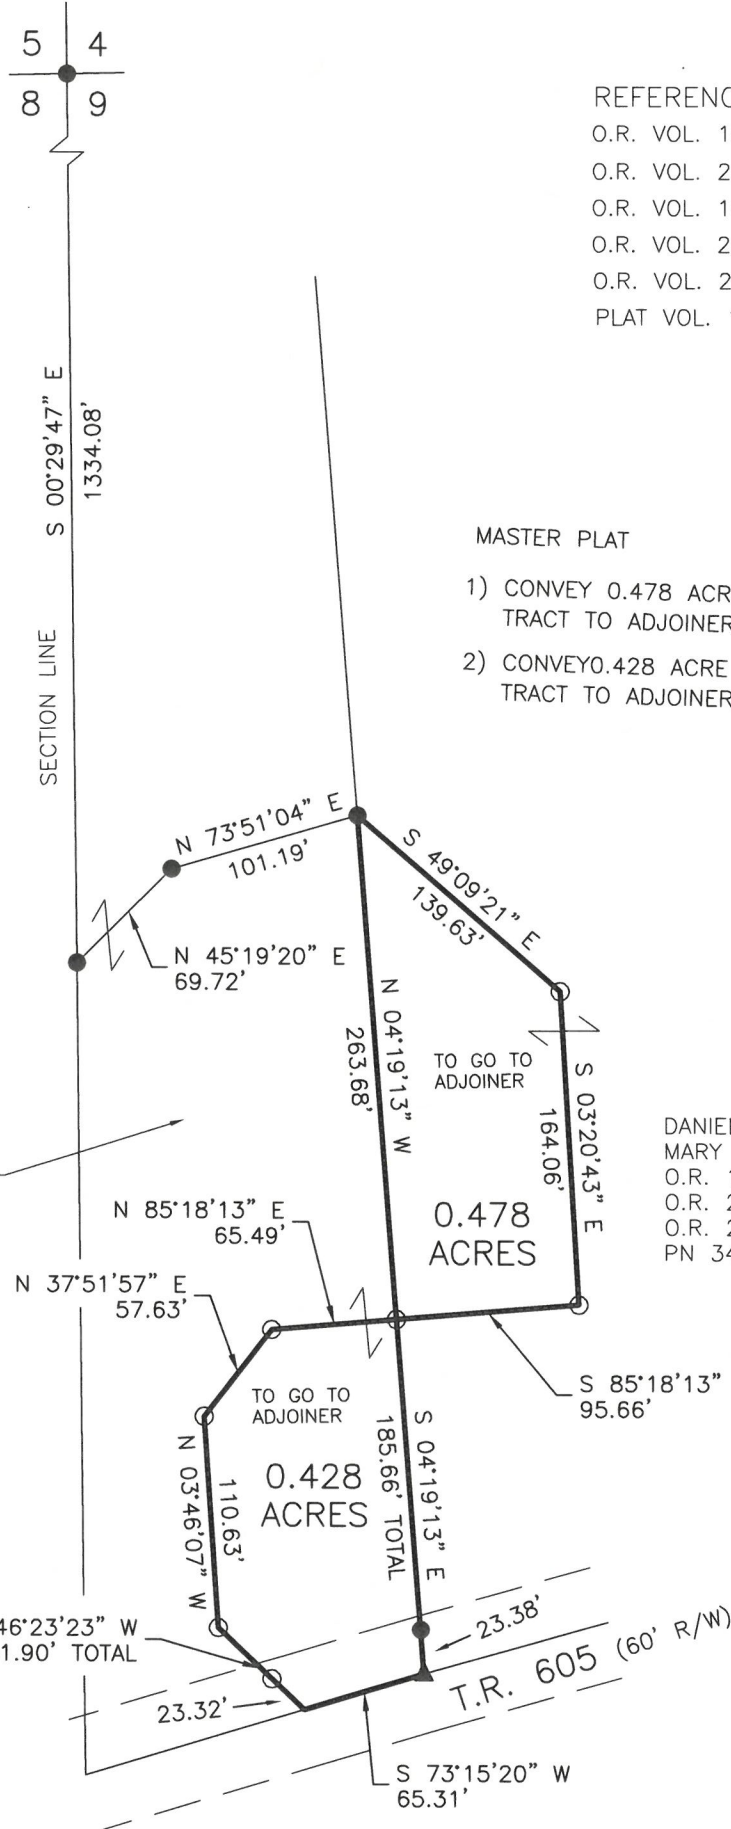 5 4
8 9
REFERENC
O.R. VOL. 1
O.R. VOL. 2
O.R. VOL. 1
O.R. VOL. 2
O.R. VOL. 2
PLAT VOL.
S 00°29'47" E
1334.08'
SECTION LINE
MASTER PLAT
1) CONVEY 0.478 ACR
TRACT TO ADJOINER
2) CONVEY0.428 ACRE
TRACT TO ADJOINER
N 73°51'04" E
101.19'
S 49°09'21" E
139.63'
N 45°19'20" E
69.72'
N 04°19'13" W
263.68'
TO GO TO
ADJOINER
S 03°20'43" E
164.06'
DANIEL
MARY
O.R. 1
O.R. 2
O.R. 2
PN 34
0.478
ACRES
N 85°18'13" E
65.49'
N 37°51'57" E
57.63'
S 85°18'13"
95.66'
TO GO TO
ADJOINER
S 04°19'13" E
185.66' TOTAL
0.428
ACRES
N 03°46'07" W
110.63'
46°23'23" W
1.90' TOTAL
23.38'
23.32'
T.R. 605 (60' R/W)
S 73°15'20" W
65.31'